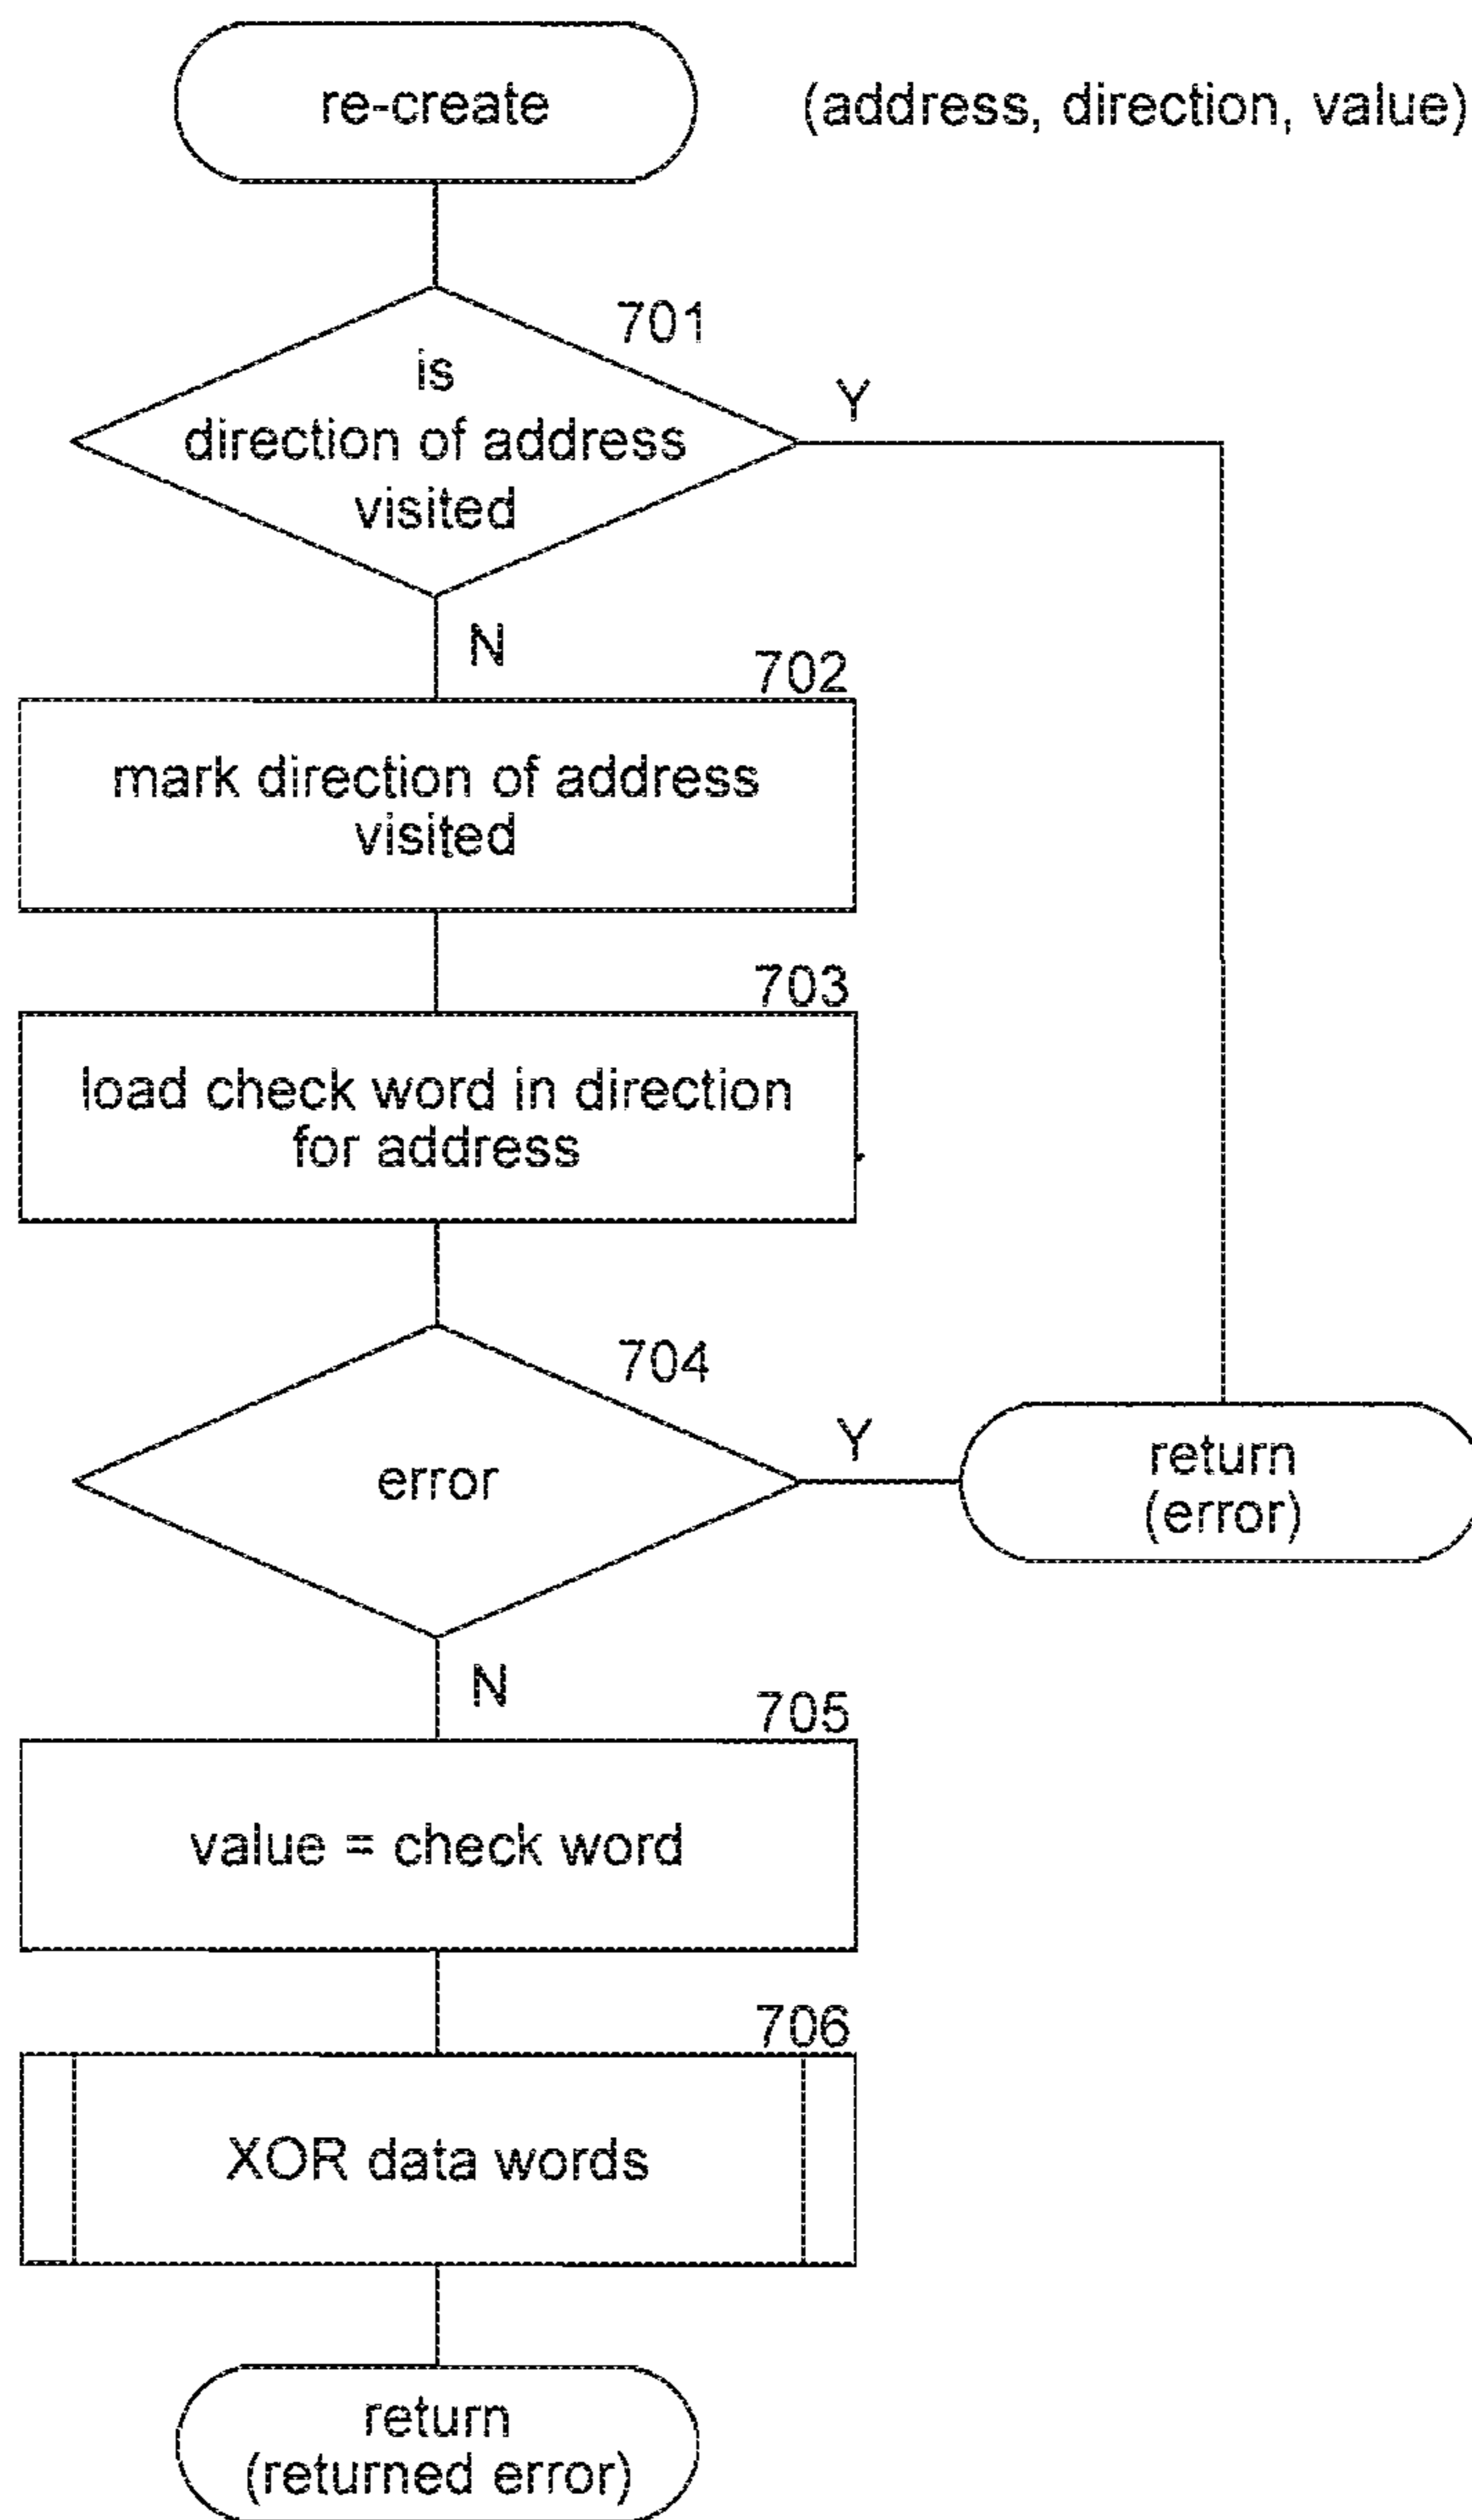 re-create
(address, direction, value)
701
is
direction of address
visited
Y
N
702
mark direction of address
visited
703
load check word in direction
for address
704
error
Y
return
(error)
N
705
value = check word
706
XOR data words
return
(returned error)